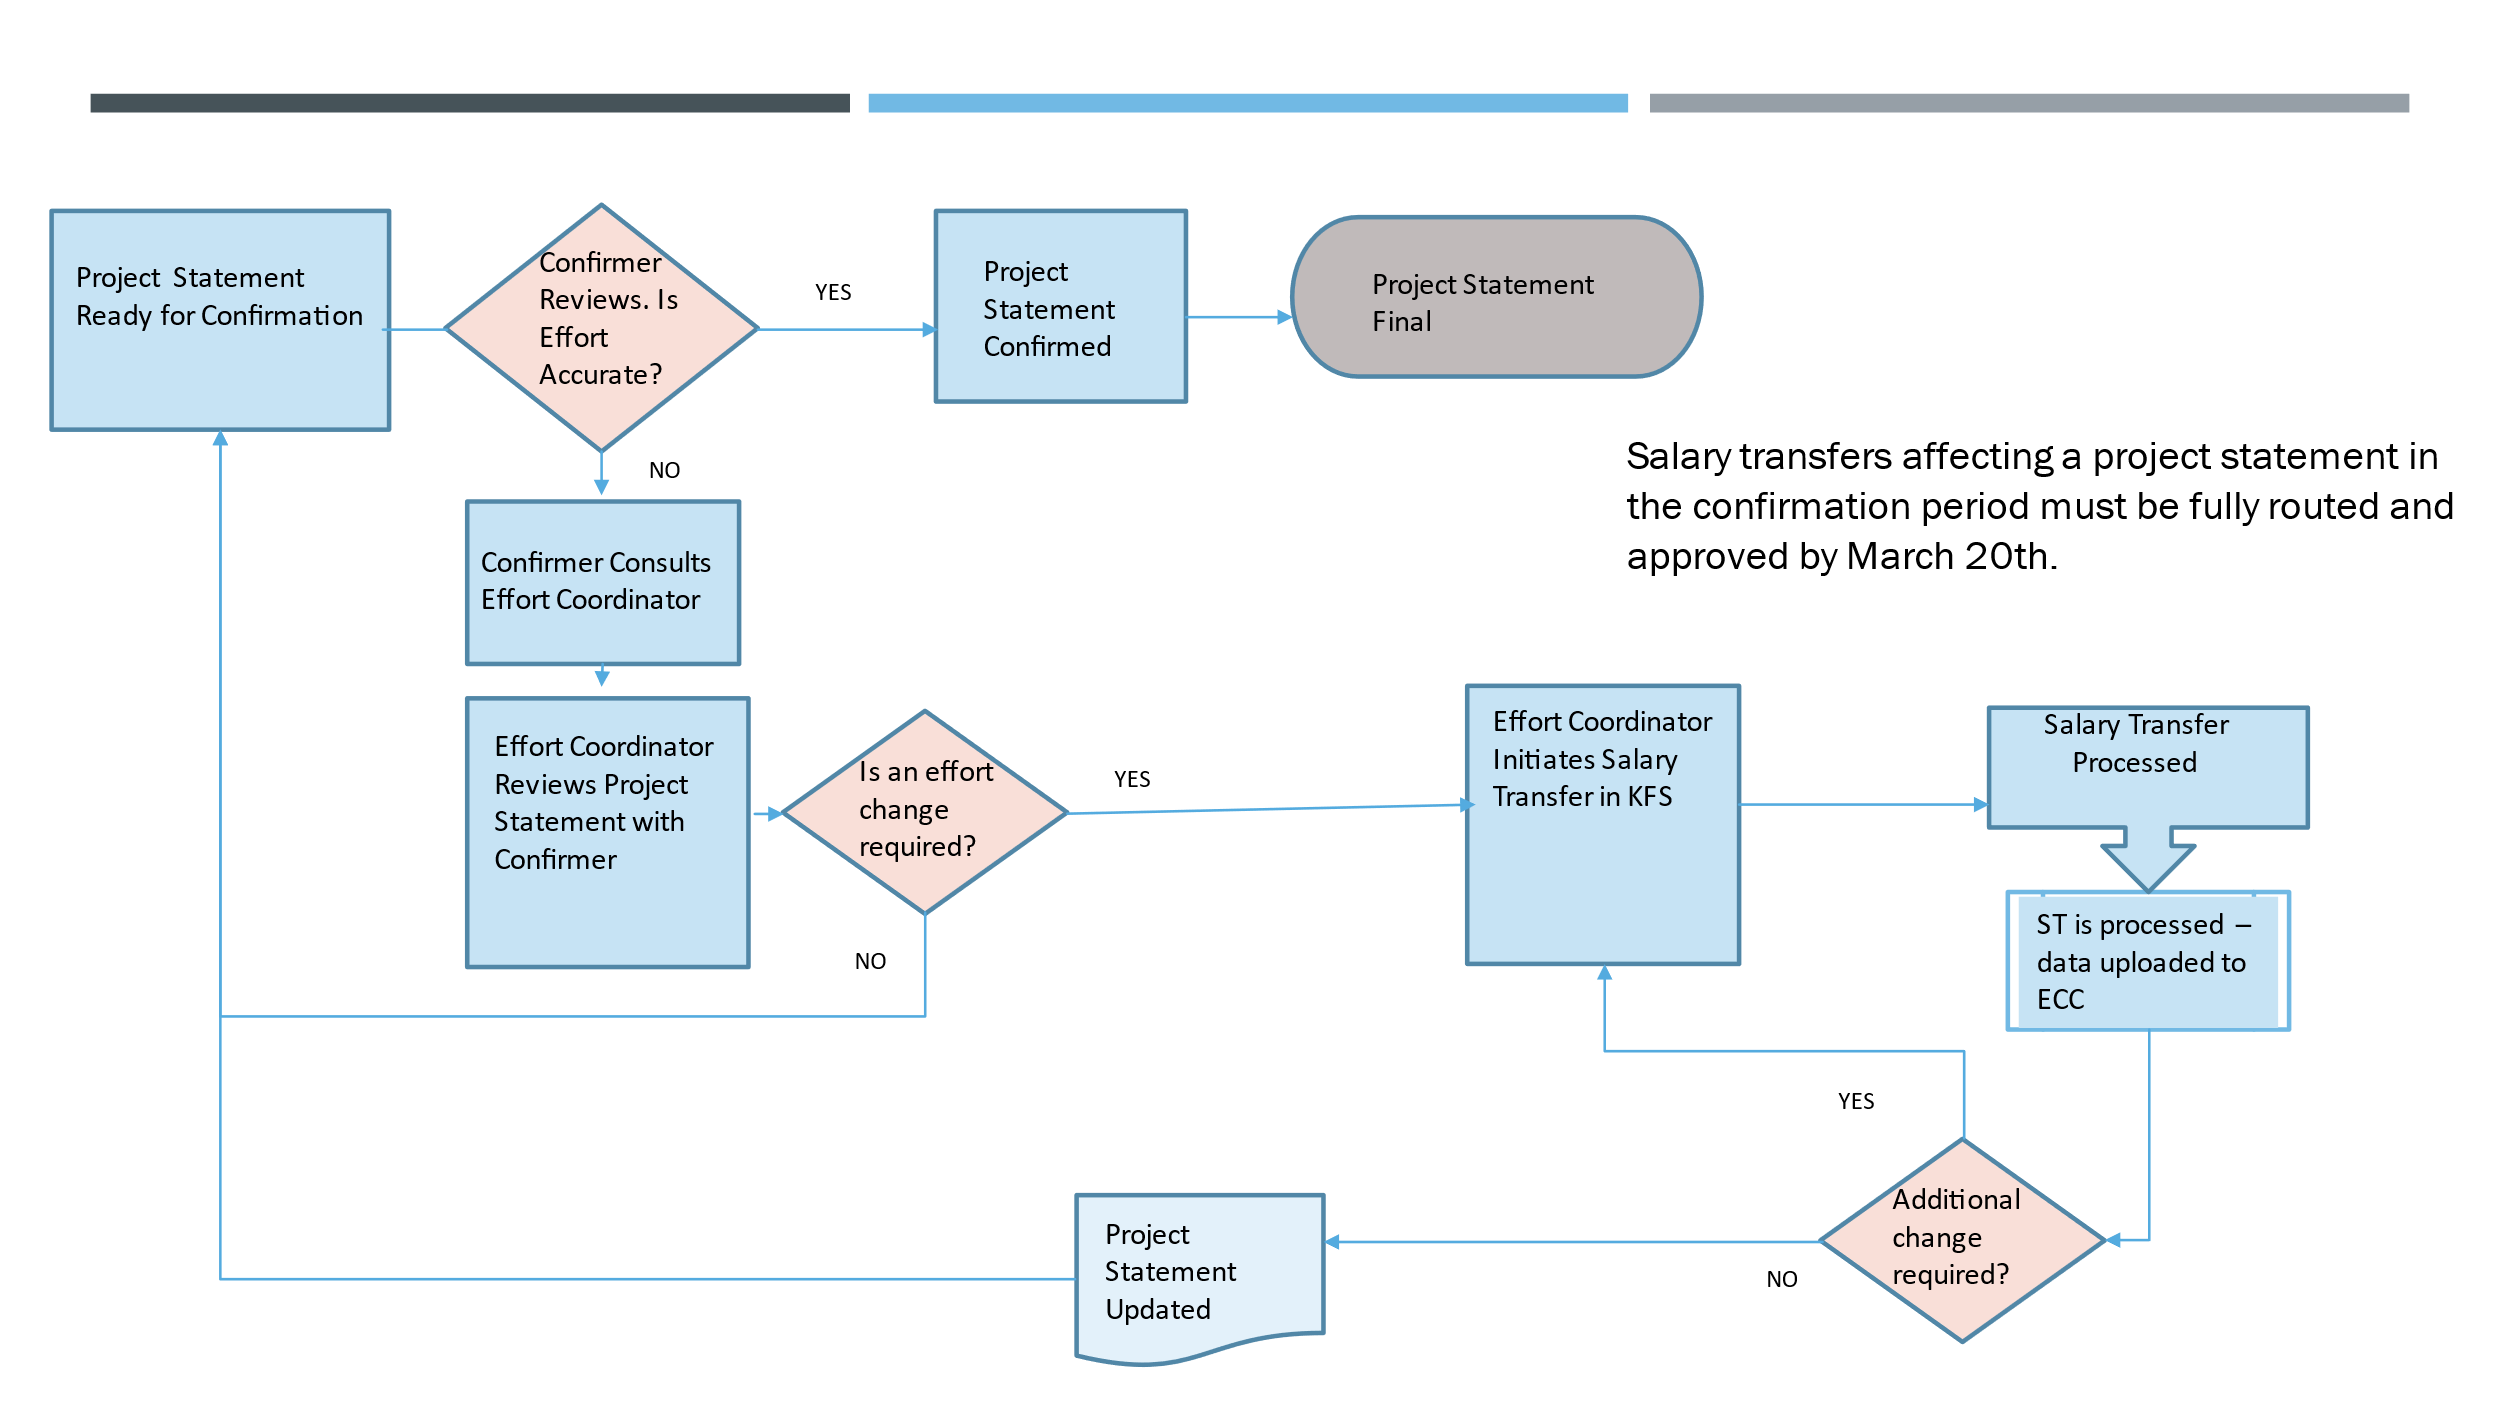 Project Statement
Ready for Confirmation
Confirmer
Reviews. Is
Effort
Accurate?
YES
Project
Statement
Confirmed
Project Statement
Final
NO
Salary transfers affecting a project statement in
the confirmation period must be fully routed and
approved by March 20th.
Confirmer Consults
Effort Coordinator
Effort Coordinator
Reviews Project
Statement with
Confirmer
Is an effort
change
required?
YES
NO
Effort Coordinator
Initiates Salary
Transfer in KFS
Salary Transfer
Processed
ST is processed –
data uploaded to
ECC
YES
Additional
change
required?
NO
Project
Statement
Updated